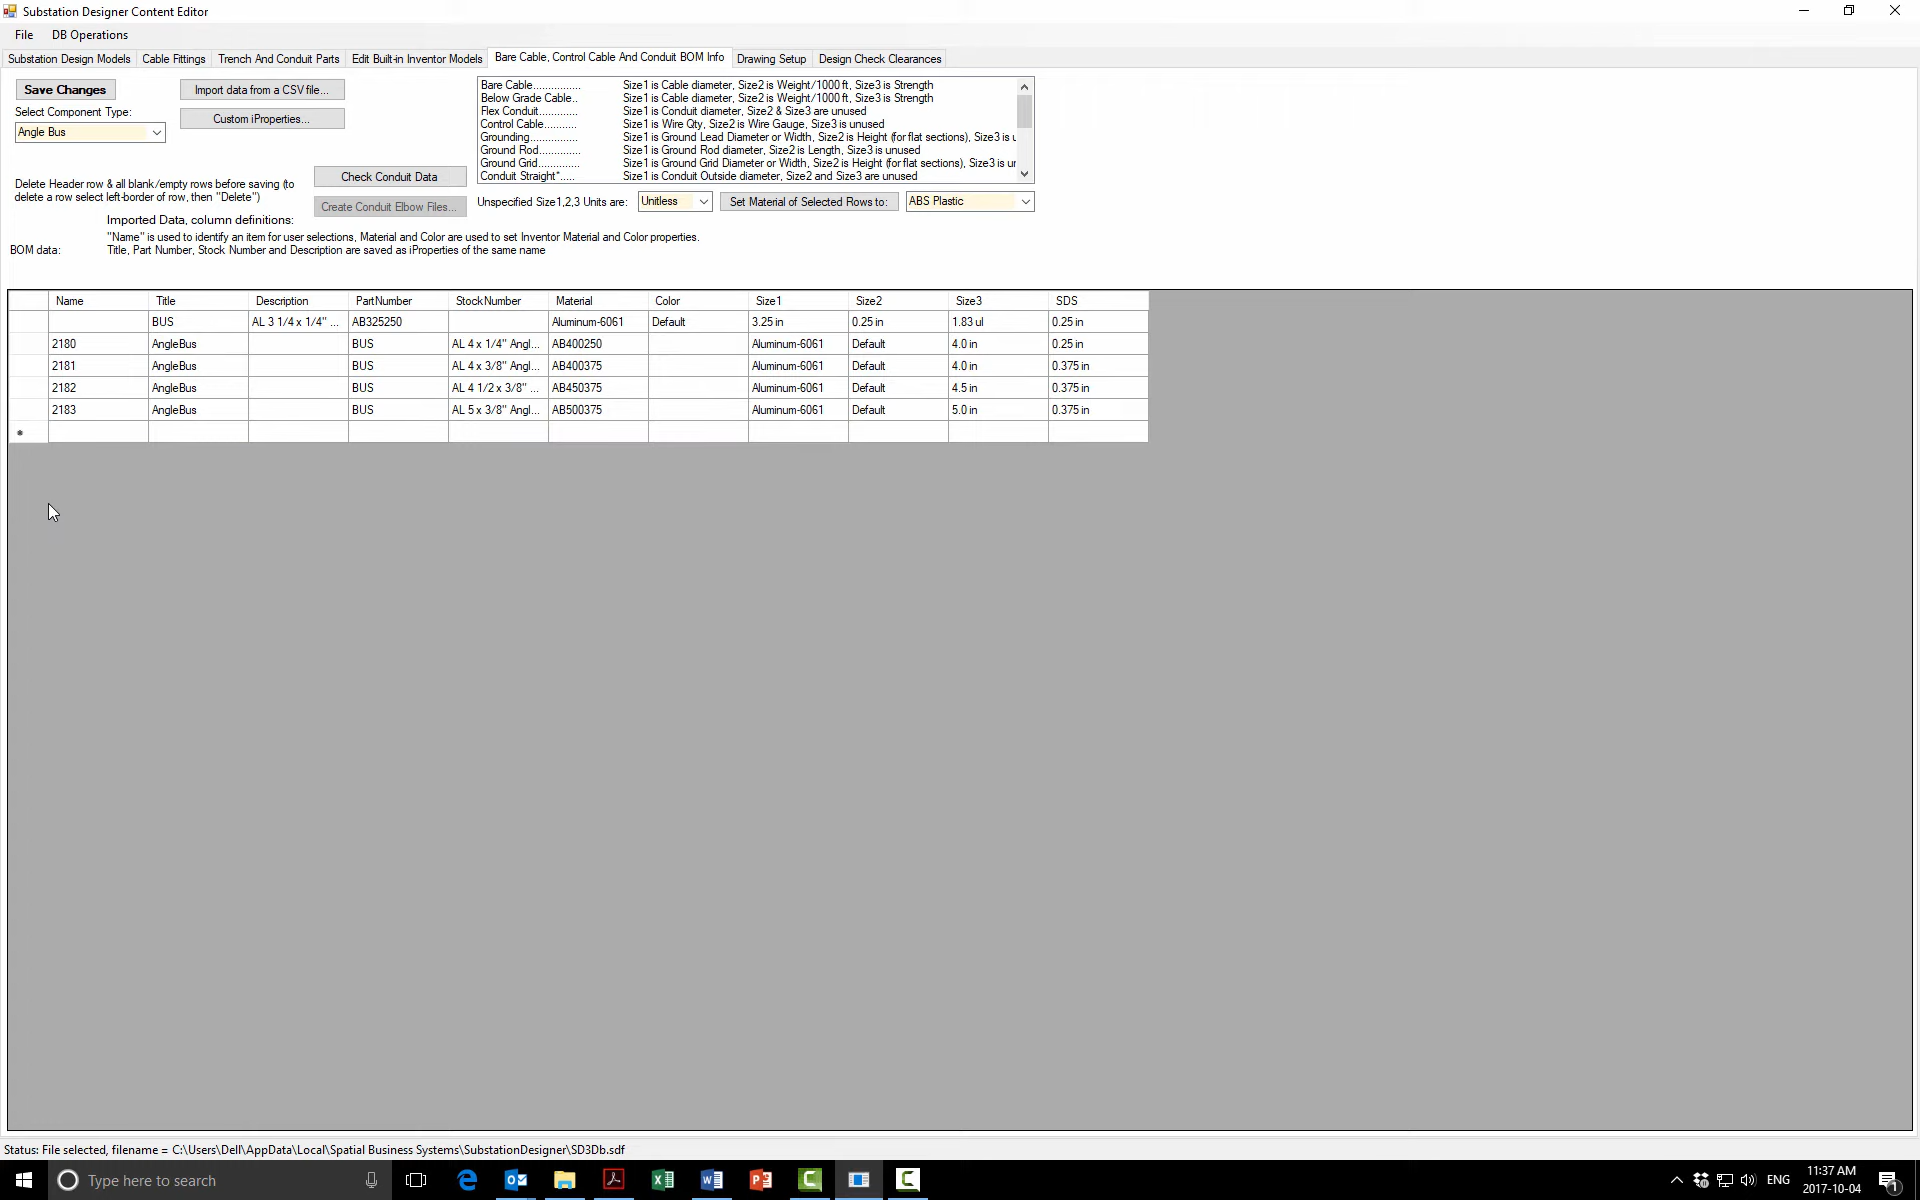 Substation Designer Content Editor
File DB Operations
Substation Design Models Cable Fittings Trench And Conduit Parts Edit Built-in Inventor Models Bare Cable, Control Cable And Conduit BOM Info Drawing Setup Design Check Clearances
Save Changes
Import data from a CSV file...
Select Component Type:
Custom iProperties...
Angle Bus
Bare Cable............... Size1 is Cable diameter, Size2 is Weight/1000 ft, Size3 is Strength
Below Grade Cable.. Size1 is Cable diameter, Size2 is Weight/1000 ft, Size3 is Strength
Flex Conduit............. Size1 is Conduit diameter, Size2 & Size3 are unused
Control Cable........... Size1 is Wire Qty, Size2 is Wire Gauge, Size3 is unused
Grounding................ Size1 is Ground Lead Diameter or Width, Size2 is Height (for flat sections), Size3 is u
Ground Rod.............. Size1 is Ground Rod diameter, Size2 is Length, Size3 is unused
Ground Grid.............. Size1 is Ground Grid Diameter or Width, Size2 is Height (for flat sections), Size3 is ur
Conduit Straight*..... Size1 is Conduit Outside diameter, Size2 and Size3 are unused
Check Conduit Data
Delete Header row & all blank/empty rows before saving (to
delete a row select left-border of row, then "Delete")
Create Conduit Elbow Files...
Unspecified Size1,2,3 Units are: Unitless Set Material of Selected Rows to: ABS Plastic
Imported Data, column definitions:
"Name" is used to identify an item for user selections, Material and Color are used to set Inventor Material and Color properties.
BOM data: Title, Part Number, Stock Number and Description are saved as iProperties of the same name
Name Title Description PartNumber StockNumber Material Color Size1 Size2 Size3 SDS
BUS AL 3 1/4 x 1/4" ... AB325250 Aluminum-6061 Default 3.25 in 0.25 in 1.83 ul 0.25 in
2180 AngleBus BUS AL 4 x 1/4" Angl... AB400250 Aluminum-6061 Default 4.0 in 0.25 in
2181 AngleBus BUS AL 4 x 3/8" Angl... AB400375 Aluminum-6061 Default 4.0 in 0.375 in
2182 AngleBus BUS AL 4 1/2 x 3/8" ... AB450375 Aluminum-6061 Default 4.5 in 0.375 in
2183 AngleBus BUS AL 5 x 3/8" Angl... AB500375 Aluminum-6061 Default 5.0 in 0.375 in
*
Status: File selected, filename = C:\Users\Dell\AppData\Local\Spatial Business Systems\SubstationDesigner\SD3Db.sdf
Type here to search
ENG
11:37 AM
2017-10-04
1